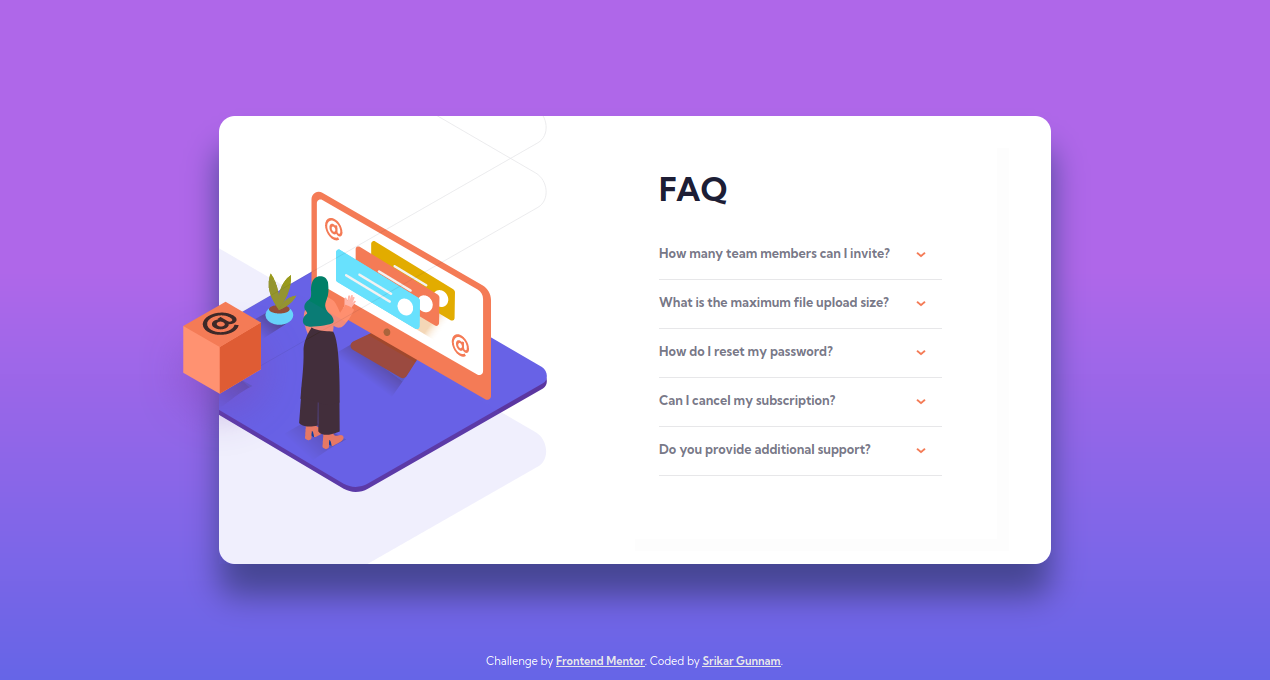 FAQ
How many team members can I invite?
What is the maximum file upload size?
How do I reset my password?
Can I cancel my subscription?
Do you provide additional support?
@
@
@
Challenge by Frontend Mentor. Coded by Srikar Gunnam.